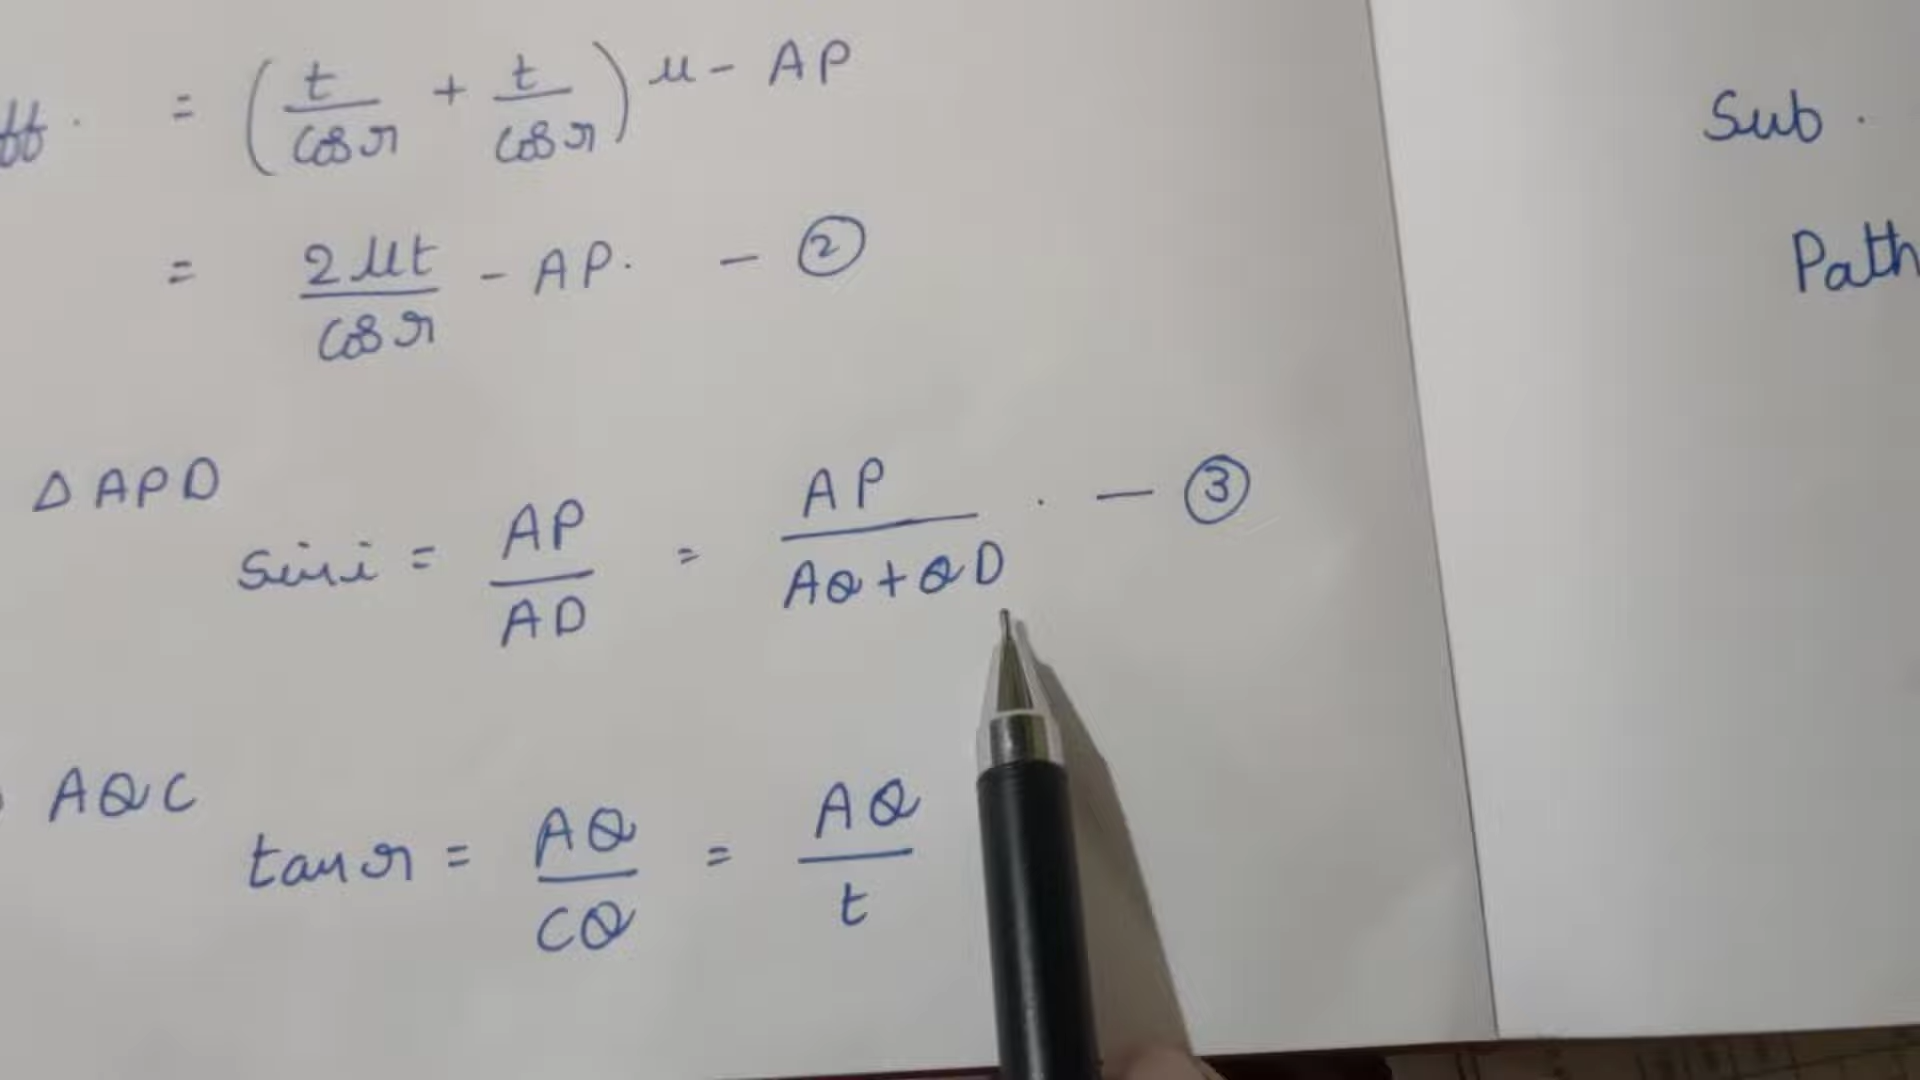 ff. = (t/cos r + t/cos r) μ - AP
= 2μt/cos r - AP. - ②
Δ APD
sin i = AP/AD = AP/AQ+QD . - ③
AQC
tan r = AQ/CQ = AQ/t
Sub.
Path